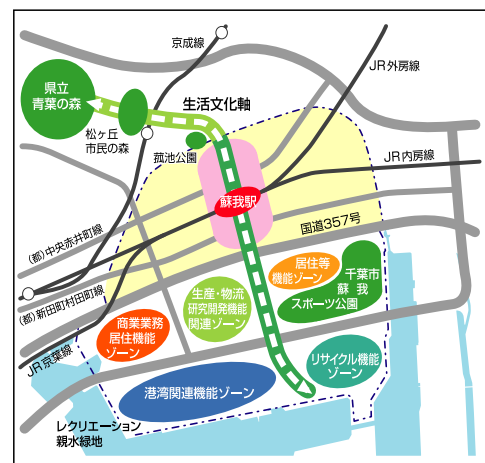 京成線
JR外房線
県立
青葉の森
生活文化軸
松ヶ丘
市民の森
菰池公園
JR内房線
蘇我駅
国道357号
(都)中央赤井町線
居住等
機能ゾーン
千葉市
蘇我
スポーツ公園
生産・物流
研究開発機能
関連ゾーン
(都)新田町村田町線
商業業務
居住機能
ゾーン
リサイクル機能
ゾーン
JR京葉線
港湾関連機能ゾーン
レクリエーション
親水緑地